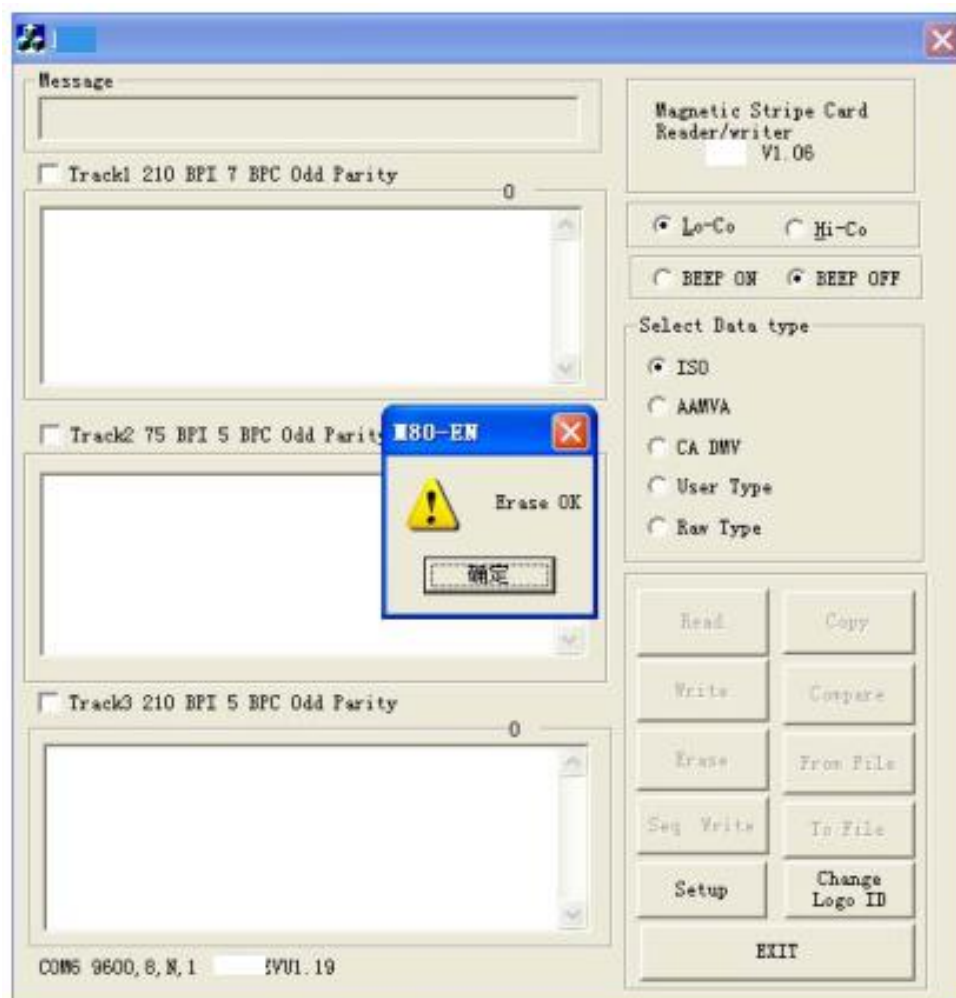 Message
Magnetic Stripe Card
Reader/writer
V1.06
Track1 210 BPI 7 BPC Odd Parity
0
Lo-Co Hi-Co
BEEP ON BEEP OFF
Select Data type
ISO
AAMVA
CA DMV
User Type
Raw Type
Track2 75 BPI 5 BPC Odd Parity
M80-EN
Erase OK
确定
Track3 210 BPI 5 BPC Odd Parity
0
Read Copy
Write Compare
Erase From File
Seq Write To File
Setup Change
Logo ID
EXIT
COM6 9600,8,N,1